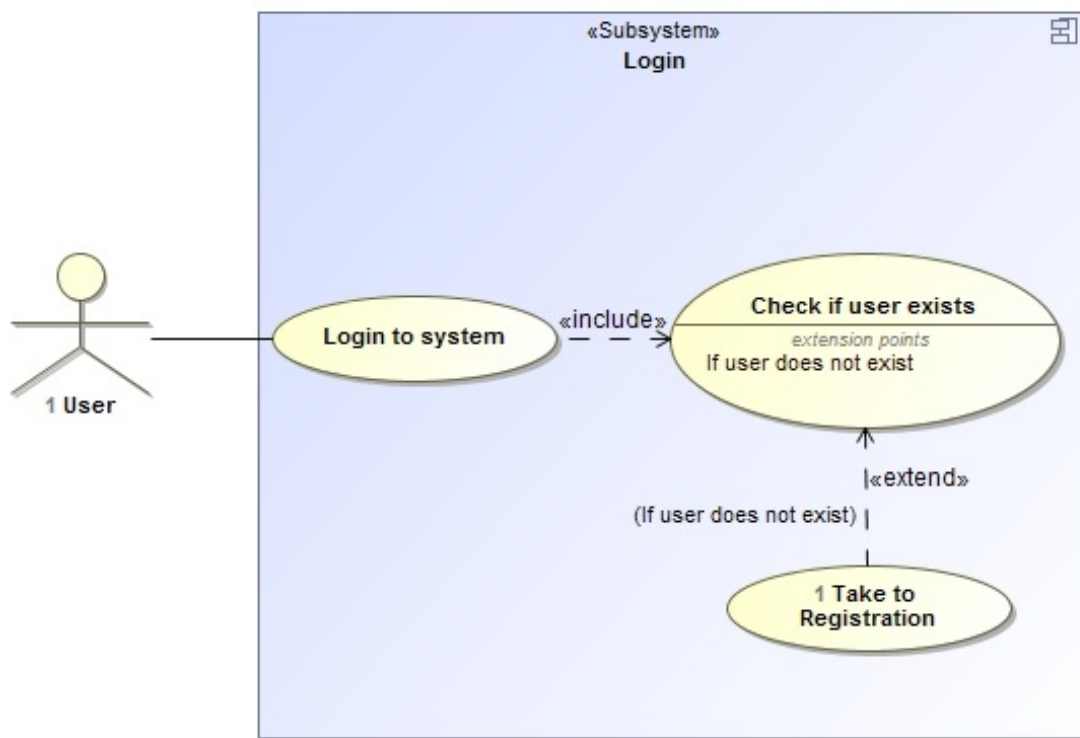 «Subsystem»
Login
Check if user exists
«include»
Login to system
extension points
If user does not exist
1 User
«extend»
(If user does not exist)
1 Take to
Registration